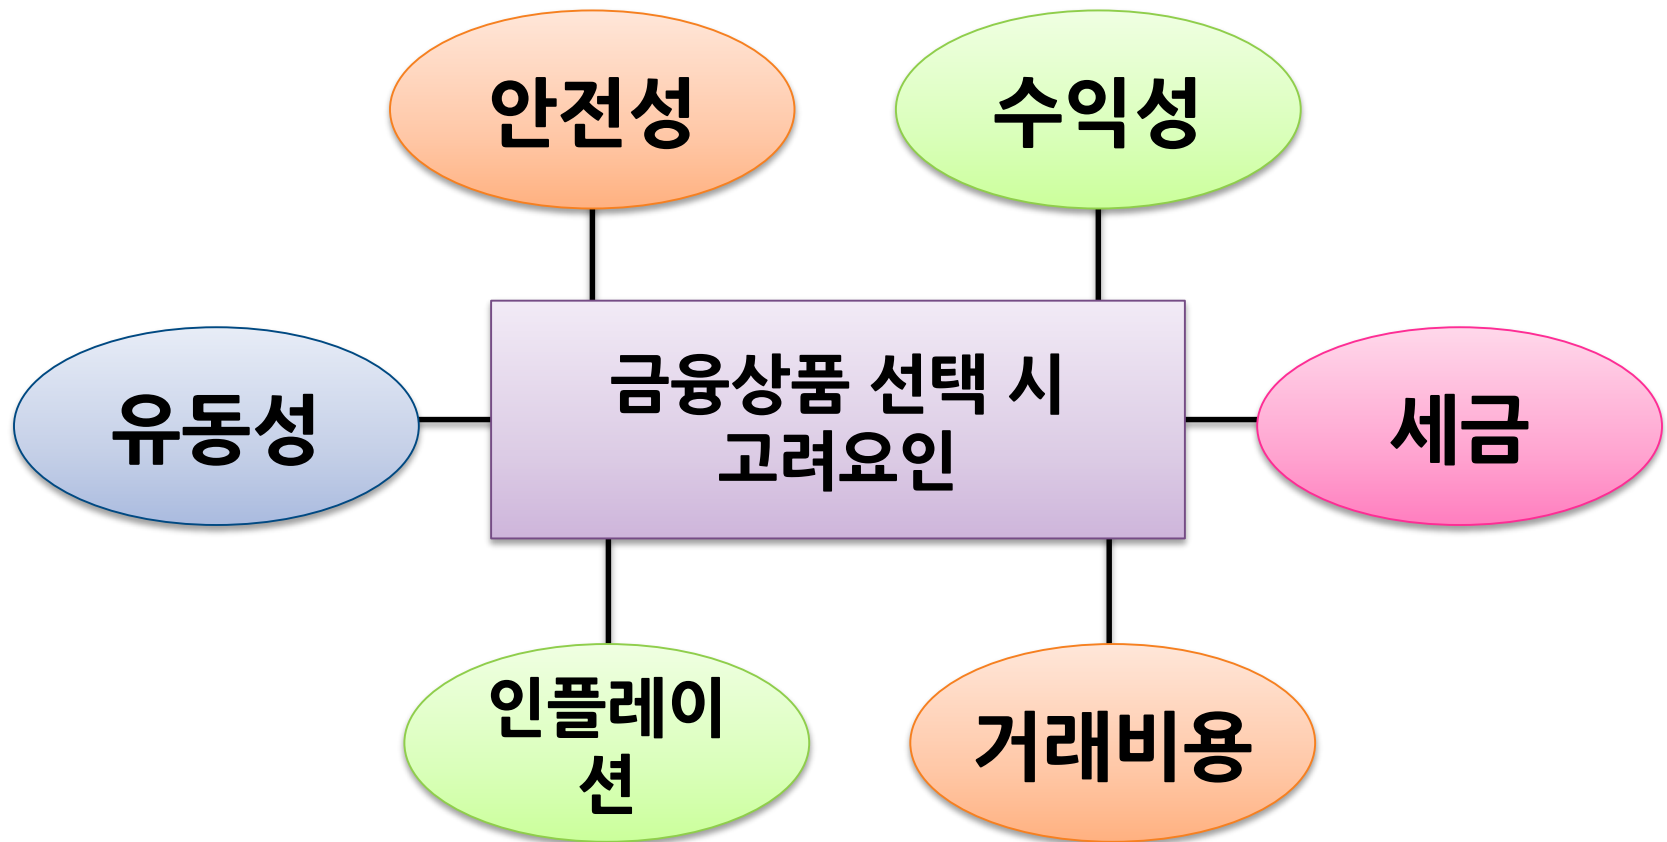 안전성
수익성
금융상품 선택 시
고려요인
유동성
세금
인플레이
션
거래비용